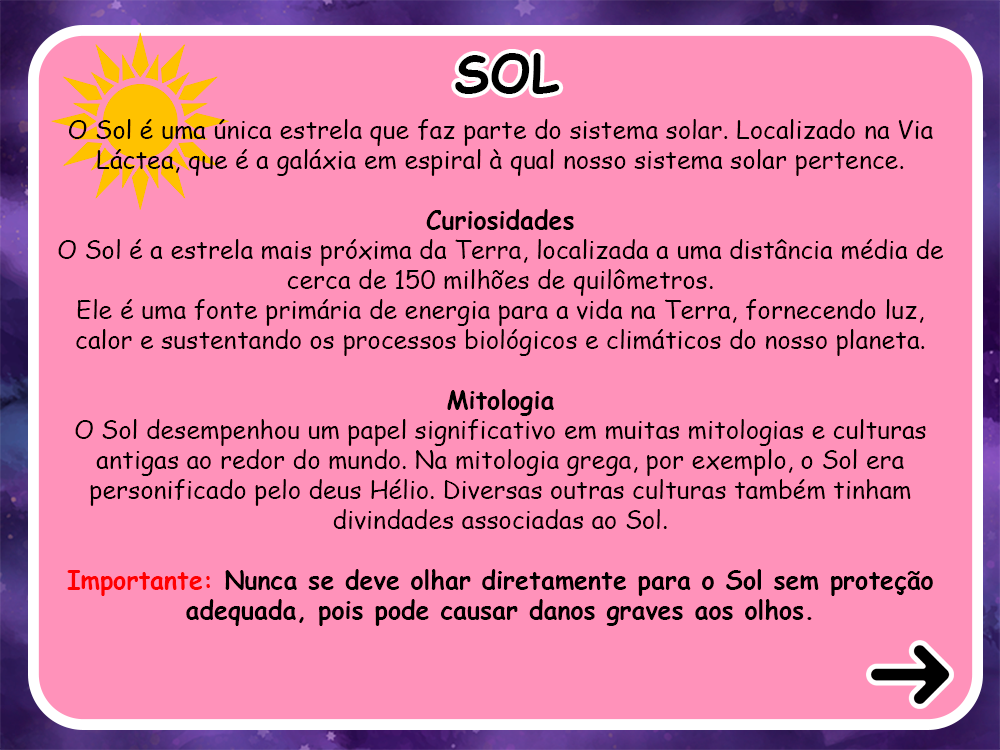 SOL
O Sol é uma única estrela que faz parte do sistema solar. Localizado na Via
Láctea, que é a galáxia em espiral à qual nosso sistema solar pertence.
Curiosidades
O Sol é a estrela mais próxima da Terra, localizada a uma distância média de
cerca de 150 milhões de quilômetros.
Ele é uma fonte primária de energia para a vida na Terra, fornecendo luz,
calor e sustentando os processos biológicos e climáticos do nosso planeta.
Mitologia
O Sol desempenhou um papel significativo em muitas mitologias e culturas
antigas ao redor do mundo. Na mitologia grega, por exemplo, o Sol era
personificado pelo deus Hélio. Diversas outras culturas também tinham
divindades associadas ao Sol.
Importante: Nunca se deve olhar diretamente para o Sol sem proteção
adequada, pois pode causar danos graves aos olhos.